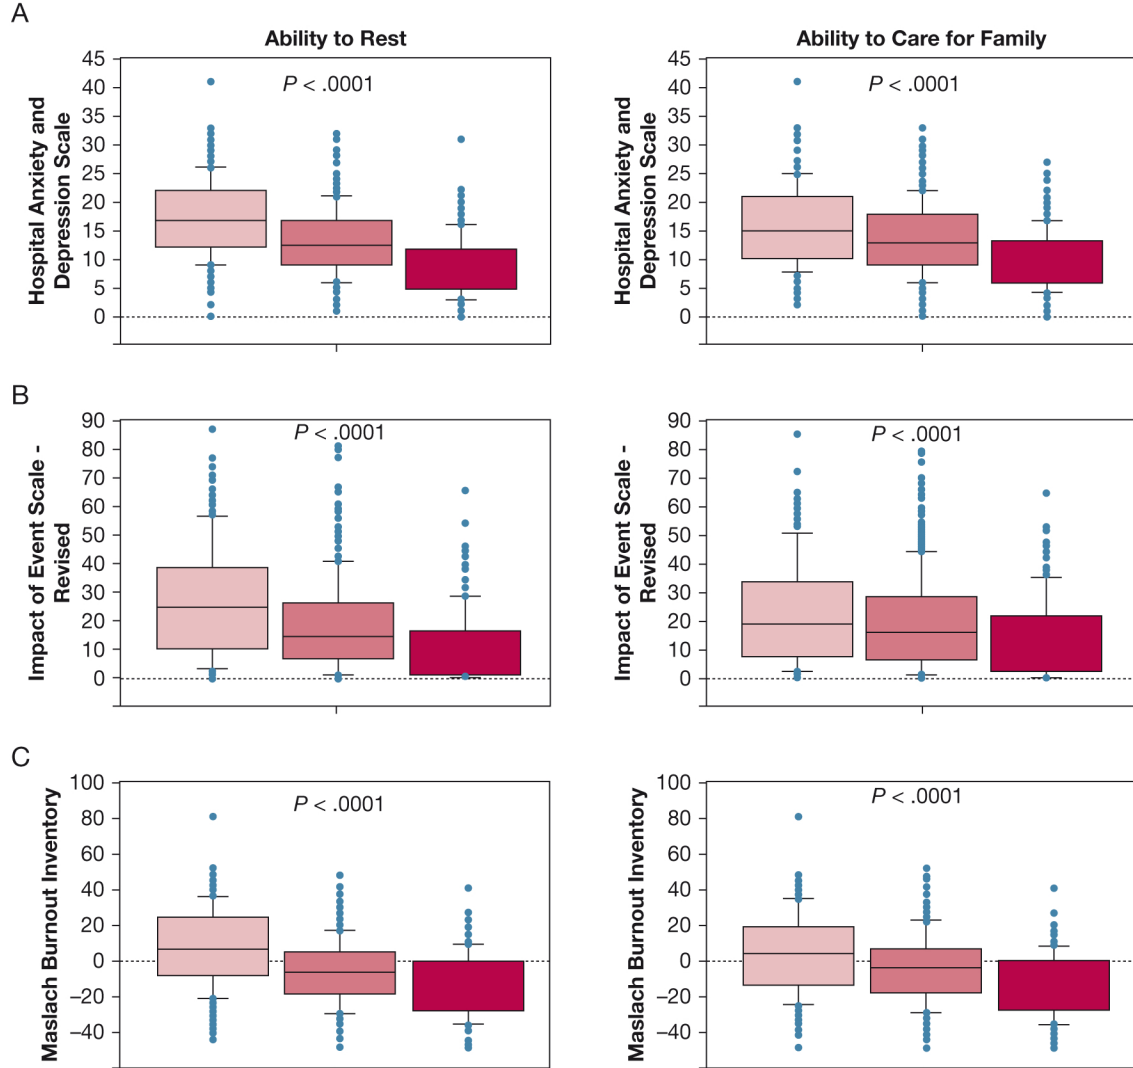 A
Ability to Rest
Ability to Care for Family
Hospital Anxiety and
Depression Scale
45
40
35
30
25
20
15
10
5
0
P < .0001
Hospital Anxiety and
Depression Scale
45
40
35
30
25
20
15
10
5
0
P < .0001
B
Impact of Event Scale -
Revised
90
80
70
60
50
40
30
20
10
0
P < .0001
Impact of Event Scale -
Revised
90
80
70
60
50
40
30
20
10
0
P < .0001
C
Maslach Burnout Inventory
100
80
60
40
20
0
−20
−40
P < .0001
Maslach Burnout Inventory
100
80
60
40
20
0
−20
−40
P < .0001